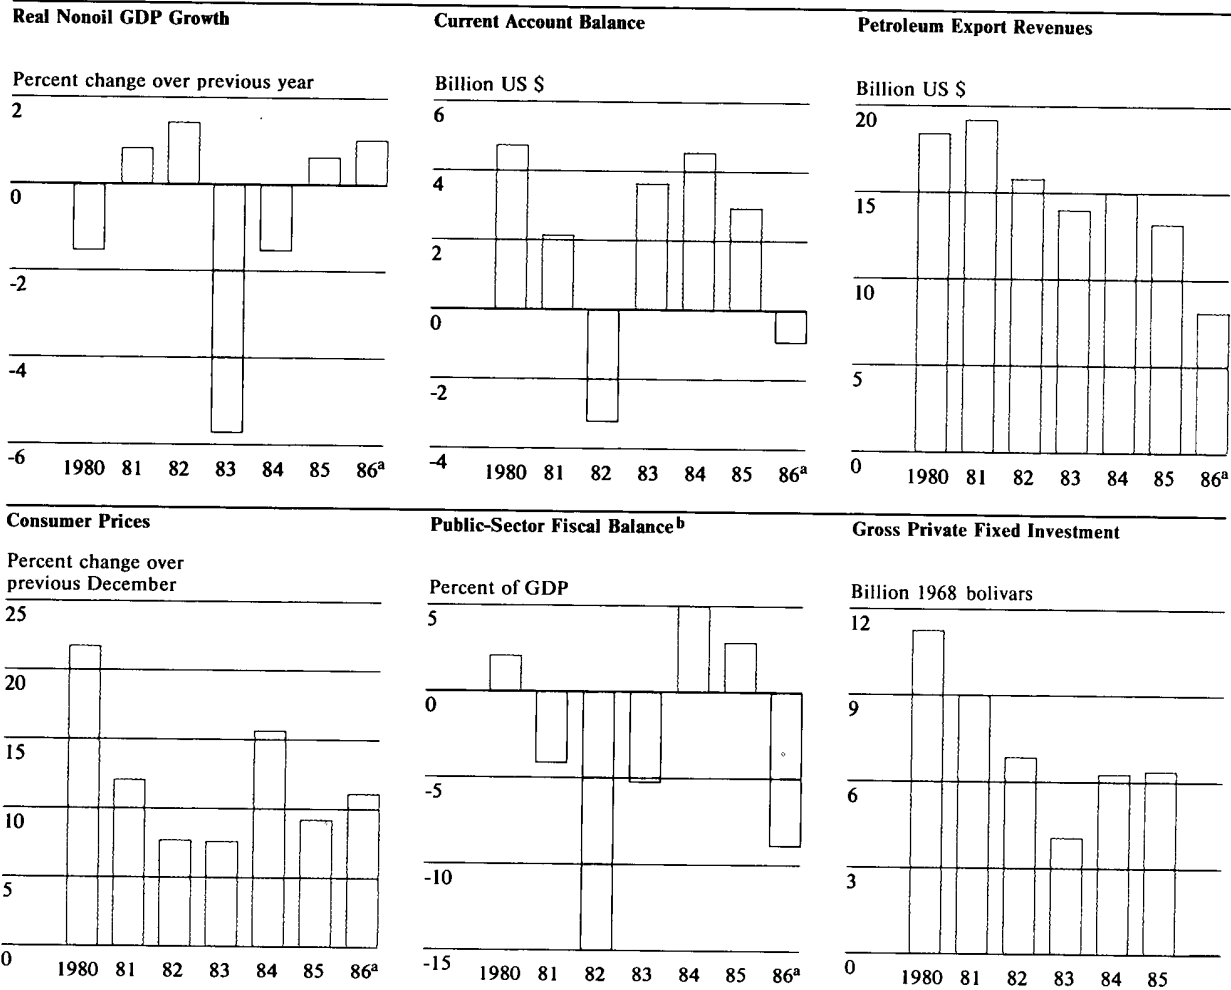 Real Nonoil GDP Growth
Percent change over previous year
2
0
-2
-4
-6
1980 81 82 83 84 85 86ᵃ
Current Account Balance
Billion US $
6
4
2
0
-2
-4
1980 81 82 83 84 85 86ᵃ
Petroleum Export Revenues
Billion US $
20
15
10
5
0
1980 81 82 83 84 85 86ᵃ
Consumer Prices
Percent change over
previous December
25
20
15
10
5
0
1980 81 82 83 84 85 86ᵃ
Public-Sector Fiscal Balanceᵇ
Percent of GDP
5
0
-5
-10
-15
1980 81 82 83 84 85 86ᵃ
Gross Private Fixed Investment
Billion 1968 bolivars
12
9
6
3
0
1980 81 82 83 84 85